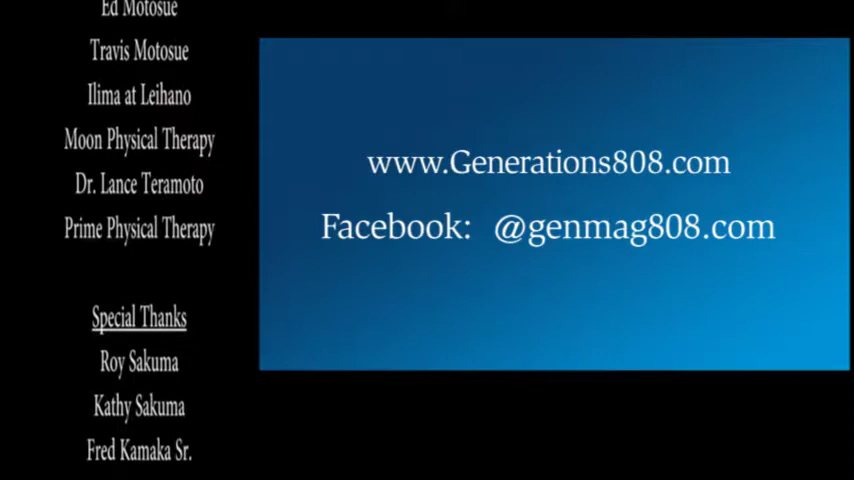 Ed Motosue
Travis Motosue
Ilima at Leihano
Moon Physical Therapy
Dr. Lance Teramoto
Prime Physical Therapy
Special Thanks
Roy Sakuma
Kathy Sakuma
Fred Kamaka Sr.
www.Generations808.com
Facebook: @genmag808.com